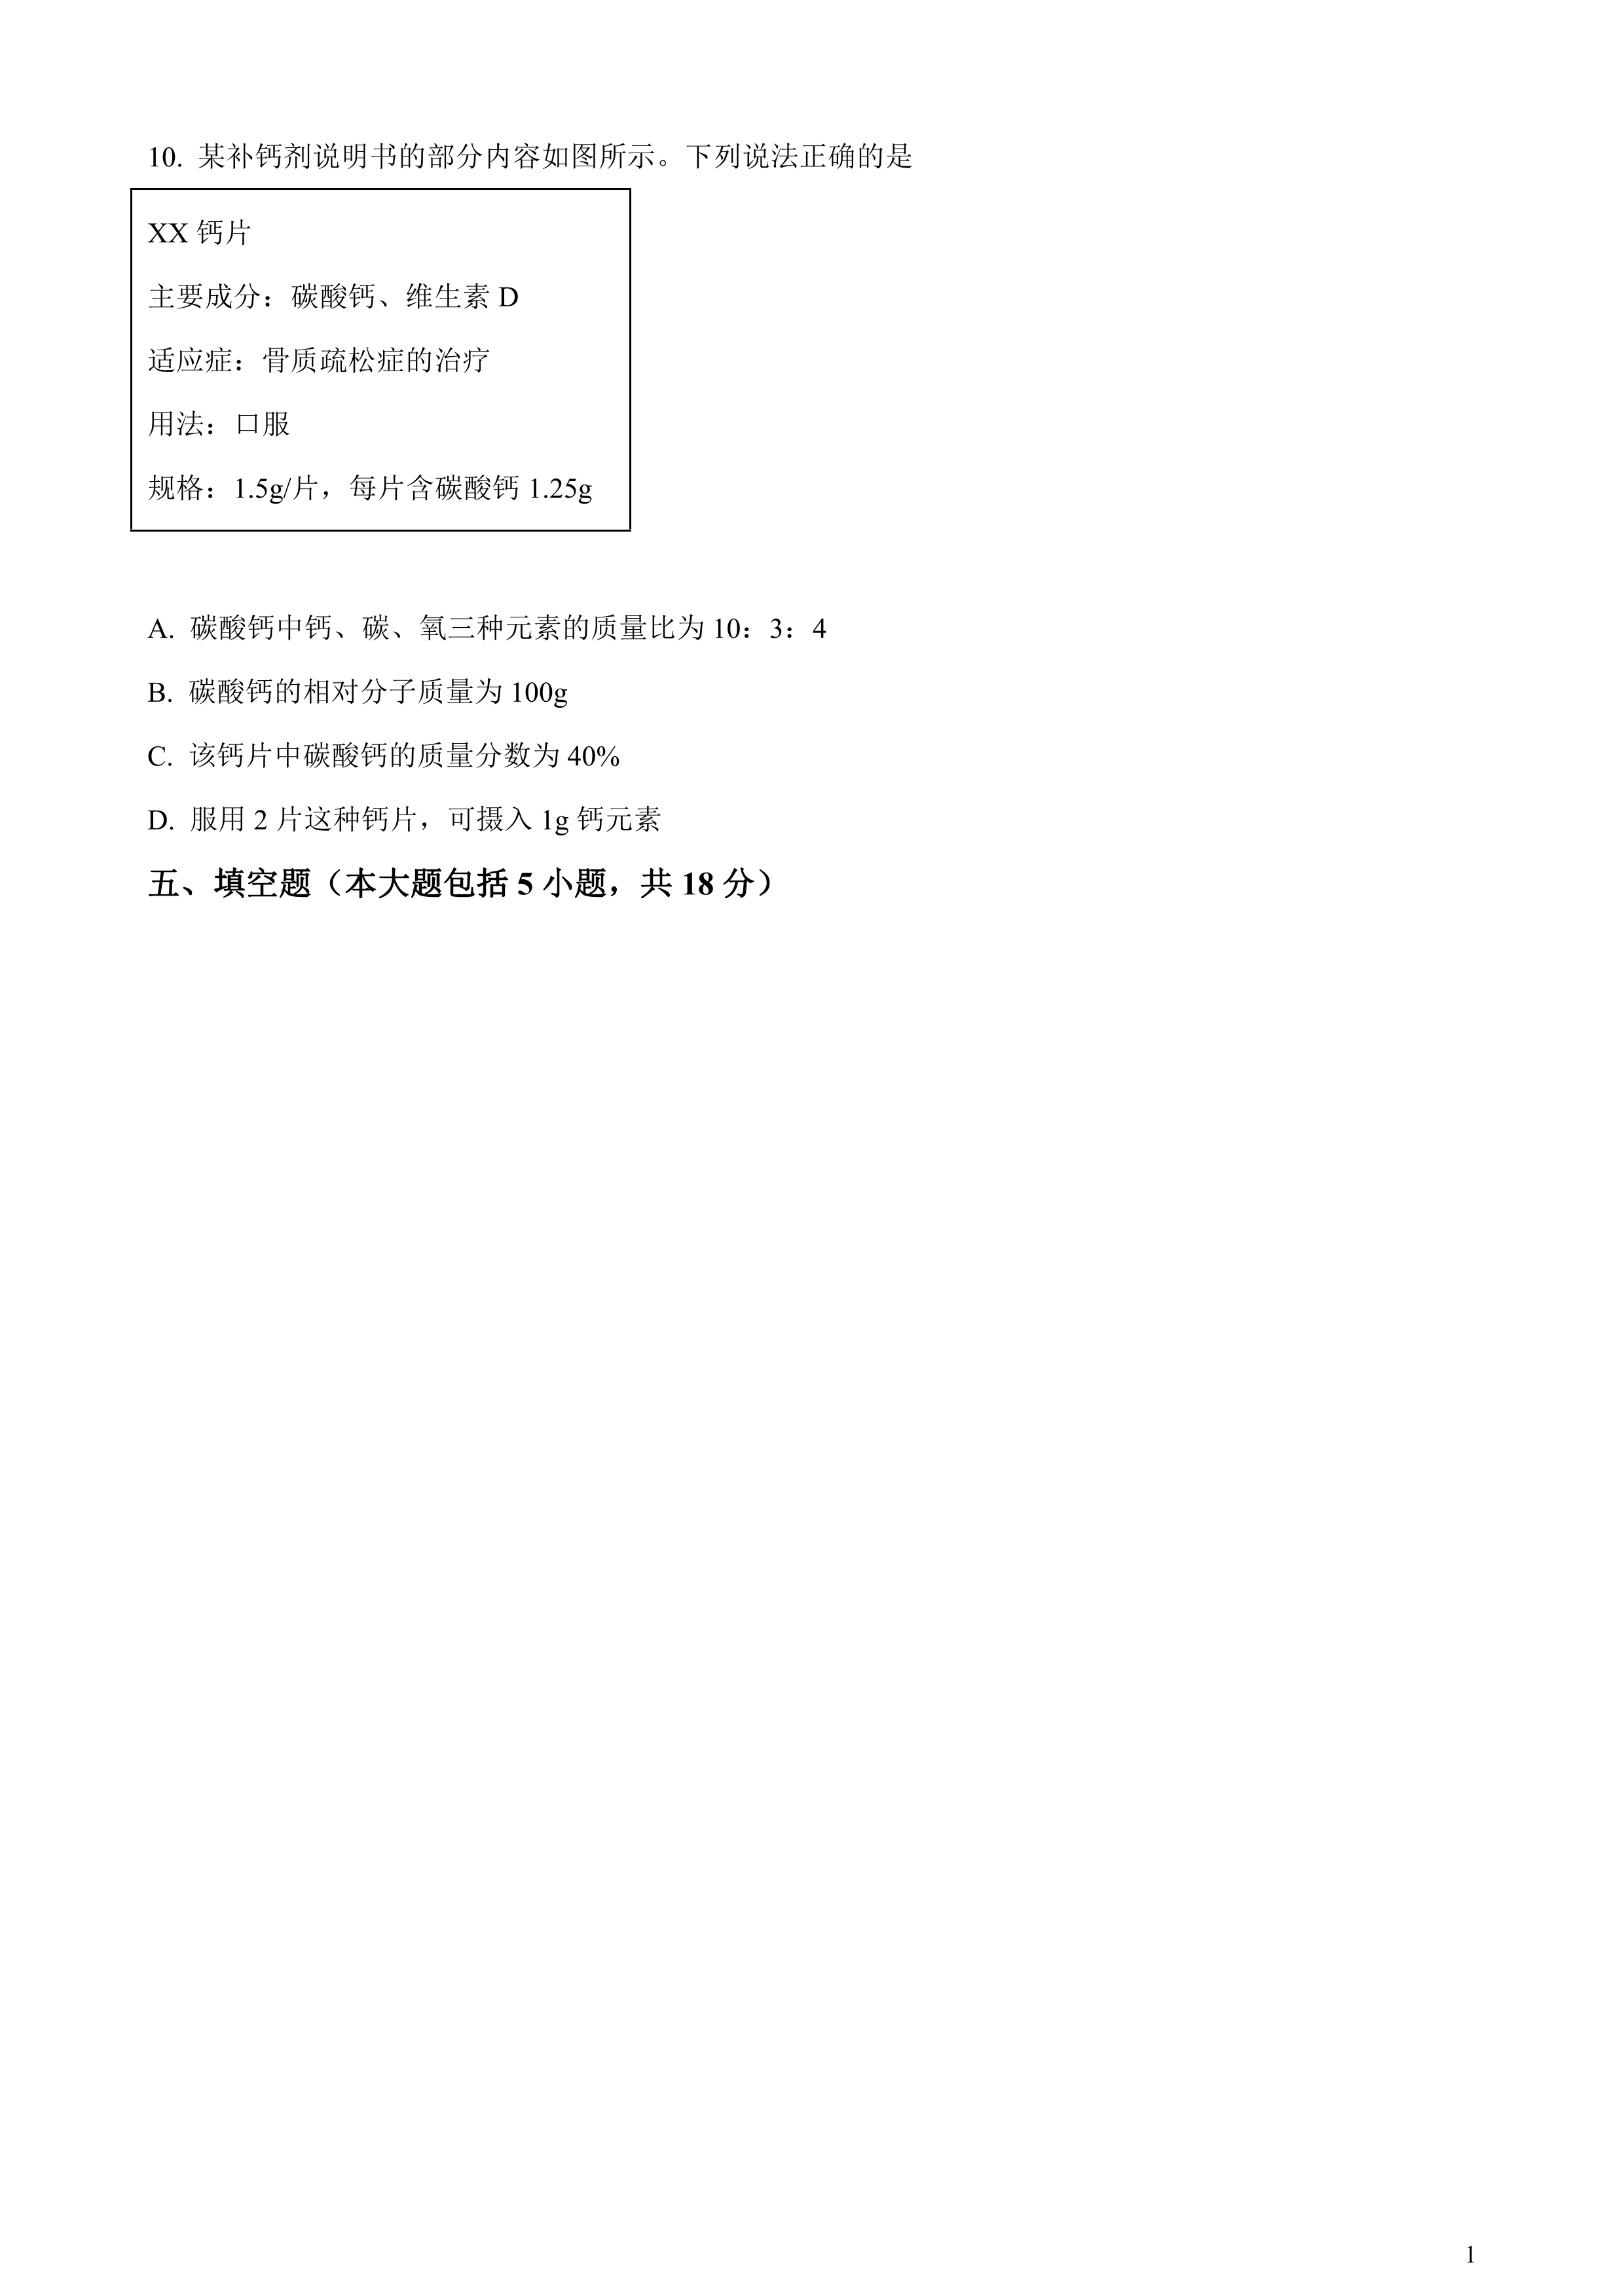 10. 某补钙剂说明书的部分内容如图所示。下列说法正确的是
XX 钙片
主要成分：碳酸钙、维生素 D
适应症：骨质疏松症的治疗
用法：口服
规格：1.5g/片，每片含碳酸钙 1.25g
A. 碳酸钙中钙、碳、氧三种元素的质量比为 10：3：4
B. 碳酸钙的相对分子质量为 100g
C. 该钙片中碳酸钙的质量分数为 40%
D. 服用 2 片这种钙片，可摄入 1g 钙元素
五、填空题（本大题包括 5 小题，共 18 分）
1